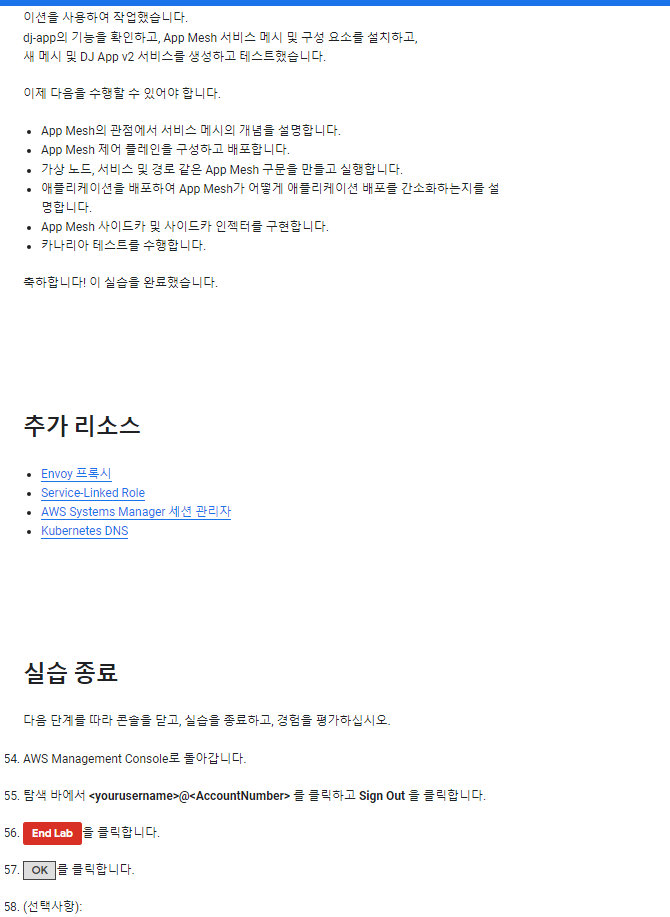 이션을 사용하여 작업했습니다.
dj-app의 기능을 확인하고, App Mesh 서비스 메시 및 구성 요소를 설치하고,
새 메시 및 DJ App v2 서비스를 생성하고 테스트했습니다.
이제 다음을 수행할 수 있어야 합니다.
• App Mesh의 관점에서 서비스 메시의 개념을 설명합니다.
• App Mesh 제어 플레인을 구성하고 배포합니다.
• 가상 노드, 서비스 및 경로 같은 App Mesh 구문을 만들고 실행합니다.
• 애플리케이션을 배포하여 App Mesh가 어떻게 애플리케이션 배포를 간소화하는지를 설
명합니다.
• App Mesh 사이드카 및 사이드카 인젝터를 구현합니다.
• 카나리아 테스트를 수행합니다.
축하합니다! 이 실습을 완료했습니다.
추가 리소스
• Envoy 프록시
• Service-Linked Role
• AWS Systems Manager 세션 관리자
• Kubernetes DNS
실습 종료
다음 단계를 따라 콘솔을 닫고, 실습을 종료하고, 경험을 평가하십시오.
54. AWS Management Console로 돌아갑니다.
55. 탐색 바에서 <yourusername>@<AccountNumber> 를 클릭하고 Sign Out 을 클릭합니다.
56. End Lab 을 클릭합니다.
57. OK 를 클릭합니다.
58. (선택사항):